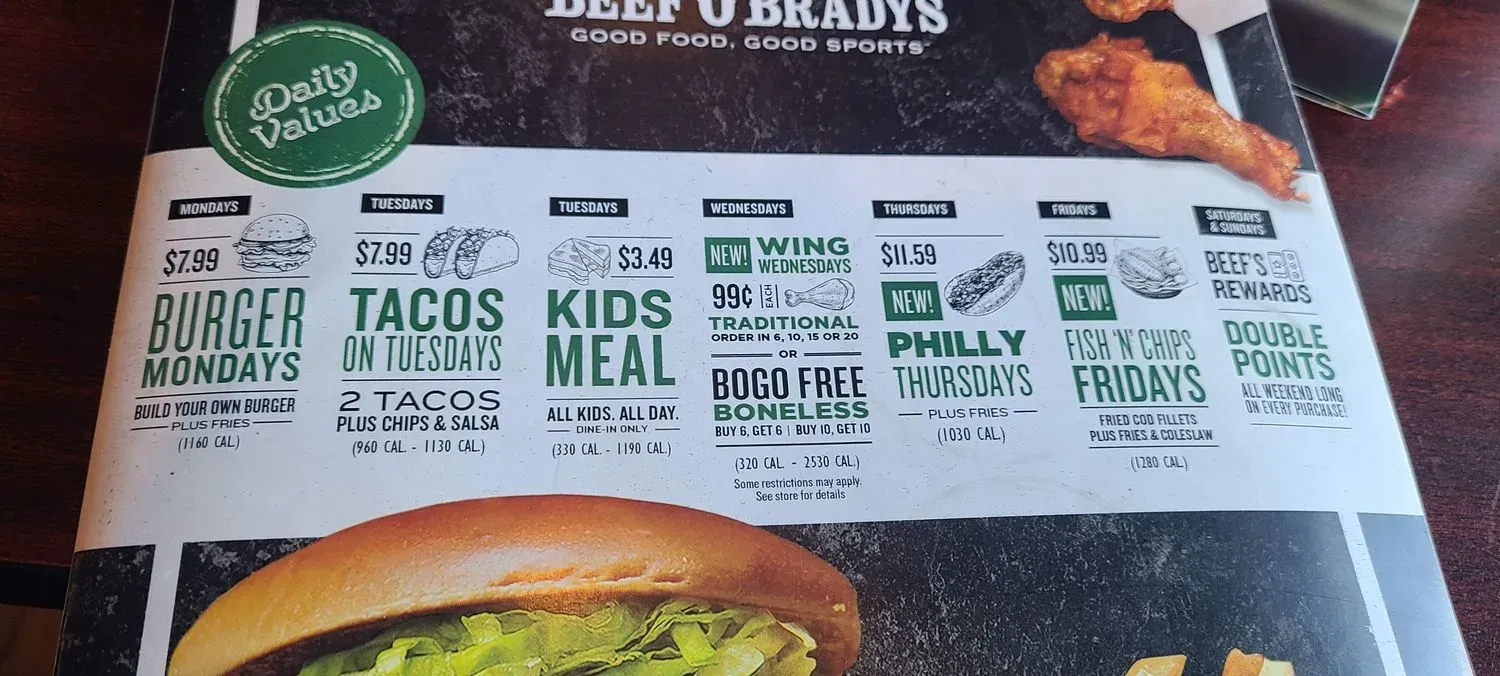 BEEF 'O' BRADY'S
GOOD FOOD, GOOD SPORTS
Daily
Values
MONDAYS
$7.99
BURGER
MONDAYS
BUILD YOUR OWN BURGER
PLUS FRIES
(1160 CAL.)
TUESDAYS
$7.99
TACOS
ON TUESDAYS
2 TACOS
PLUS CHIPS & SALSA
(960 CAL. - 1130 CAL.)
TUESDAYS
$3.49
KIDS
MEAL
ALL KIDS. ALL DAY.
DINE-IN ONLY
(330 CAL. - 1190 CAL.)
WEDNESDAYS
NEW! WING
WEDNESDAYS
99¢ EACH
TRADITIONAL
ORDER IN 6, 10, 15 OR 20
OR
BOGO FREE
BONELESS
BUY 6, GET 6 | BUY 10, GET 10
(320 CAL. - 2530 CAL.)
Some restrictions may apply.
See store for details
THURSDAYS
$11.59
NEW!
PHILLY
THURSDAYS
PLUS FRIES
(1030 CAL.)
FRIDAYS
$10.99
NEW!
FISH 'N' CHIPS
FRIDAYS
FRIED COD FILLETS
PLUS FRIES & COLESLAW
(1280 CAL.)
SATURDAYS
& SUNDAYS
BEEF'S
REWARDS
DOUBLE
POINTS
ALL WEEKEND LONG
ON EVERY PURCHASE!